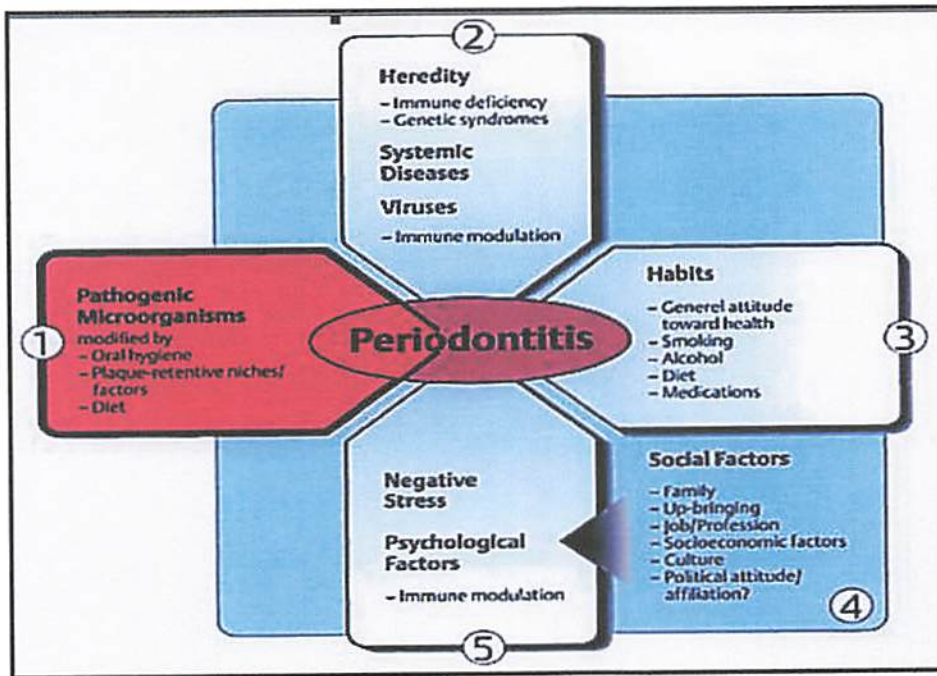 2
Heredity
– Immune deficiency
– Genetic syndromes
Systemic
Diseases
Viruses
– Immune modulation
1
Pathogenic
Microorganisms
modified by
– Oral hygiene
– Plaque-retentive niches/
factors
– Diet
Periodontitis
Habits
– Generel attitude
toward health
– Smoking
– Alcohol
– Diet
– Medications
3
Social Factors
– Family
– Up-bringing
– Job/Profession
– Socioeconomic factors
– Culture
– Political attitude/
affiliation?
4
Negative
Stress
Psychological
Factors
– Immune modulation
5